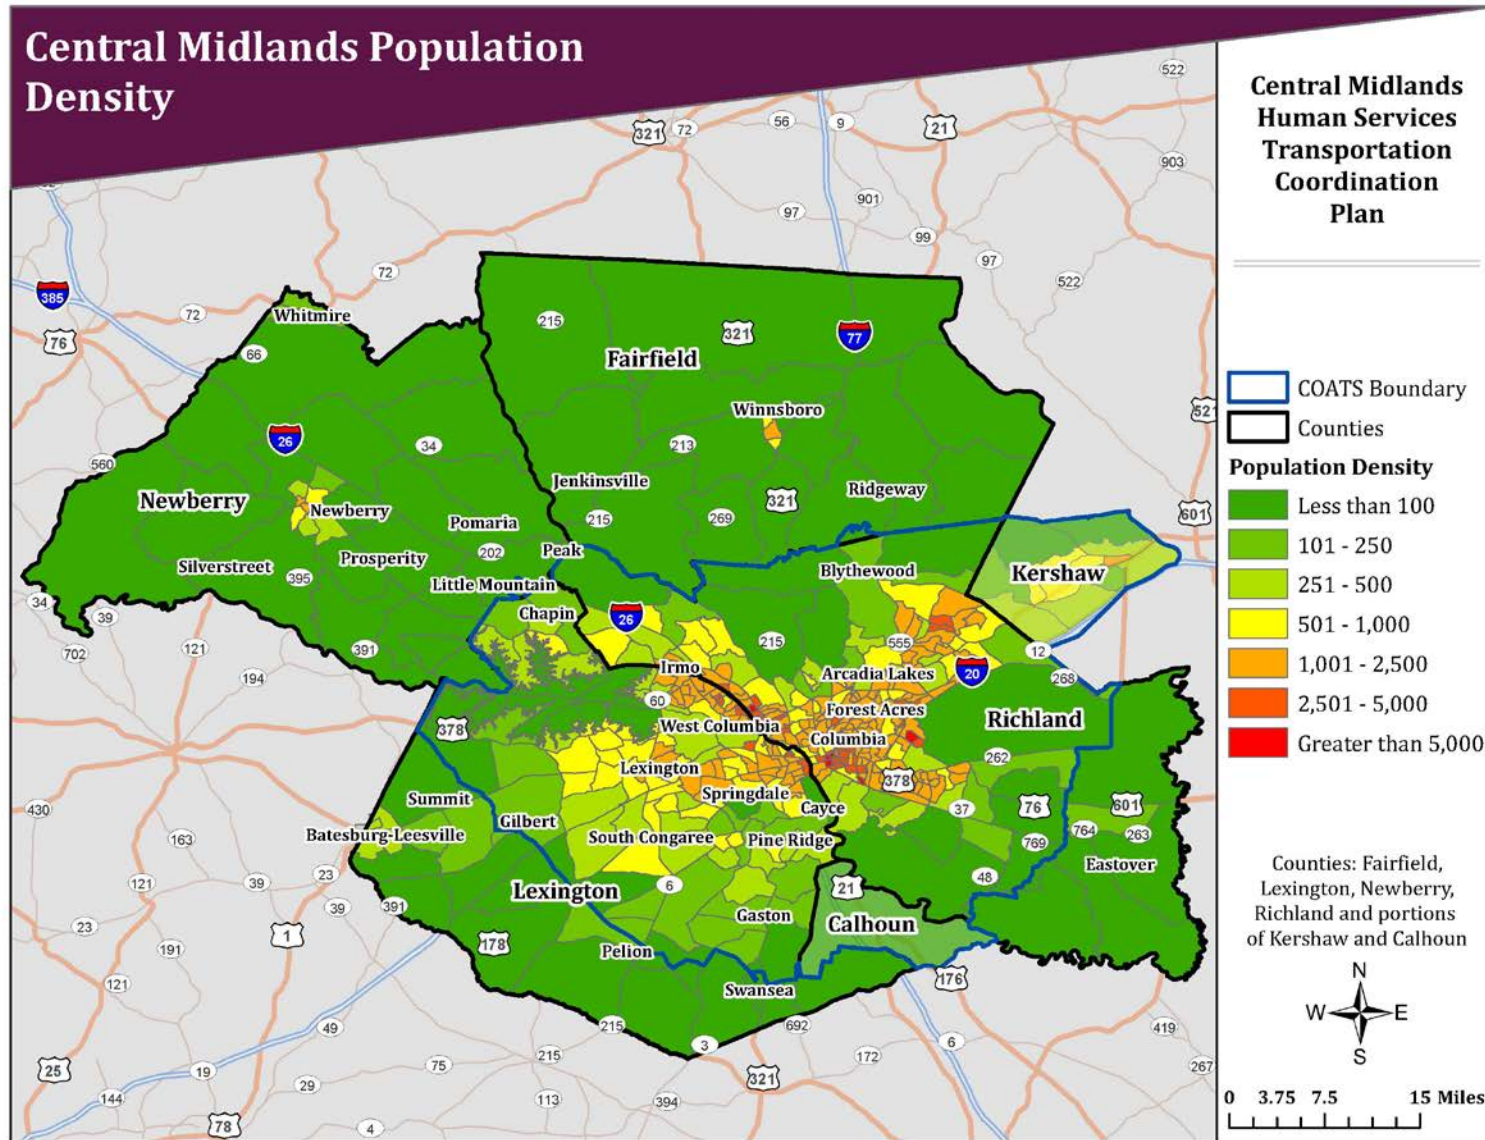 Central Midlands Population
Density
Central Midlands
Human Services
Transportation
Coordination
Plan
COATS Boundary
Counties
Population Density
Less than 100
101 - 250
251 - 500
501 - 1,000
1,001 - 2,500
2,501 - 5,000
Greater than 5,000
Counties: Fairfield,
Lexington, Newberry,
Richland and portions
of Kershaw and Calhoun
N
W E
S
0 3.75 7.5 15 Miles
522
321
72
56
9
21
903
901
97
99
97
522
72
385
72
76
Whitmire
66
215
321
77
Fairfield
Winnsboro
521
26
34
213
560
Jenkinsville
Ridgeway
321
Newberry
Newberry
Pomaria
215
269
601
202
Peak
Prosperity
Silverstreet
395
Little Mountain
Blythewood
Kershaw
34
39
Chapin
26
215
555
12
702
121
391
194
Irmo
Arcadia Lakes
20
268
60
Forest Acres
Richland
378
West Columbia
Columbia
262
Lexington
378
Springdale
Cayce
37
76
601
430
Summit
Gilbert
764
263
163
Batesburg-Leesville
South Congaree
Pine Ridge
769
Eastover
23
121
39
Lexington
6
21
48
39
391
Gaston
Calhoun
23
191
1
178
Pelion
121
Swansea
176
49
215
692
419
3
6
25
19
75
215
172
267
29
321
144
113
394
78
4